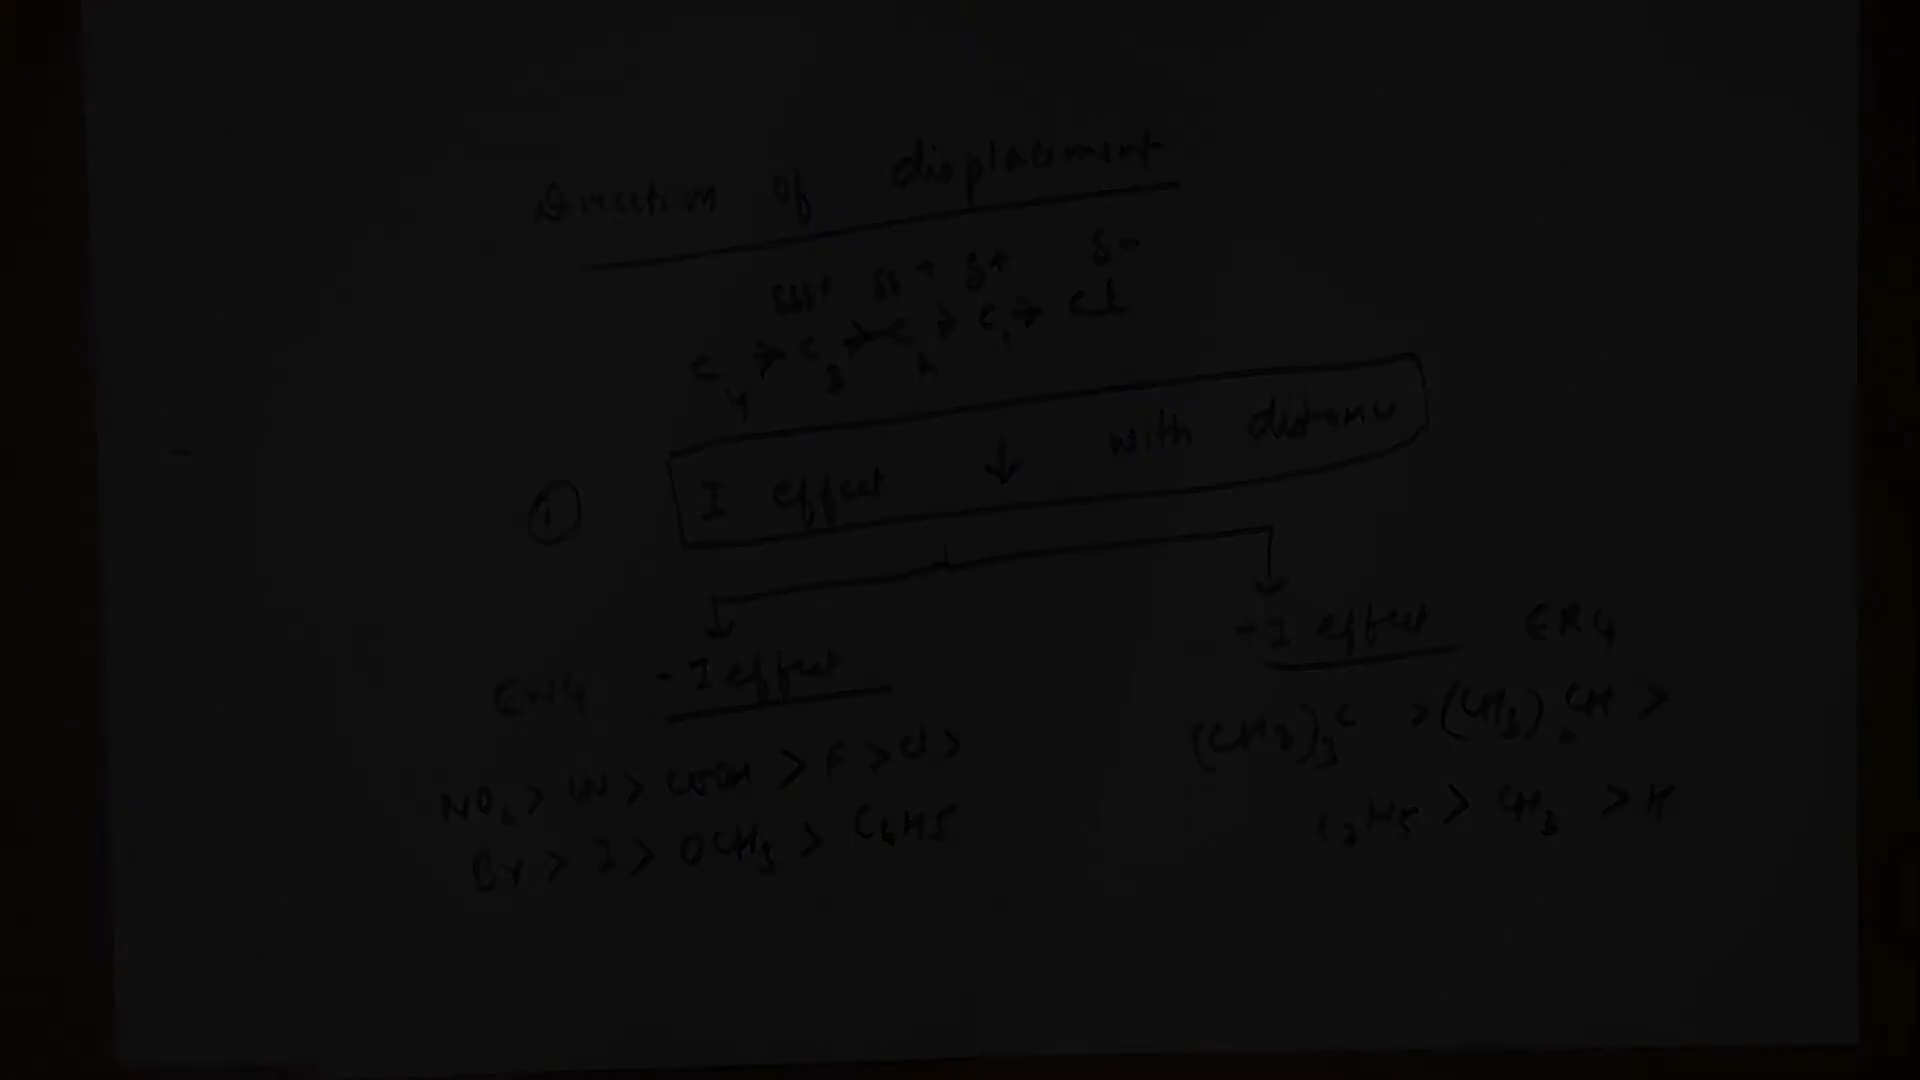 Direction of displacement
δδδ+ δδ+ δ+ δ-
C4 → C3 → C2 → C1 → Cl
① I effect ↓ with distance
EWG -I effect
NO2 > CN > COOH > F > Cl >
Br > I > OCH3 > C6H5
-I effect ERG
(CH3)3C > (CH3)2CH >
C2H5 > CH3 > H